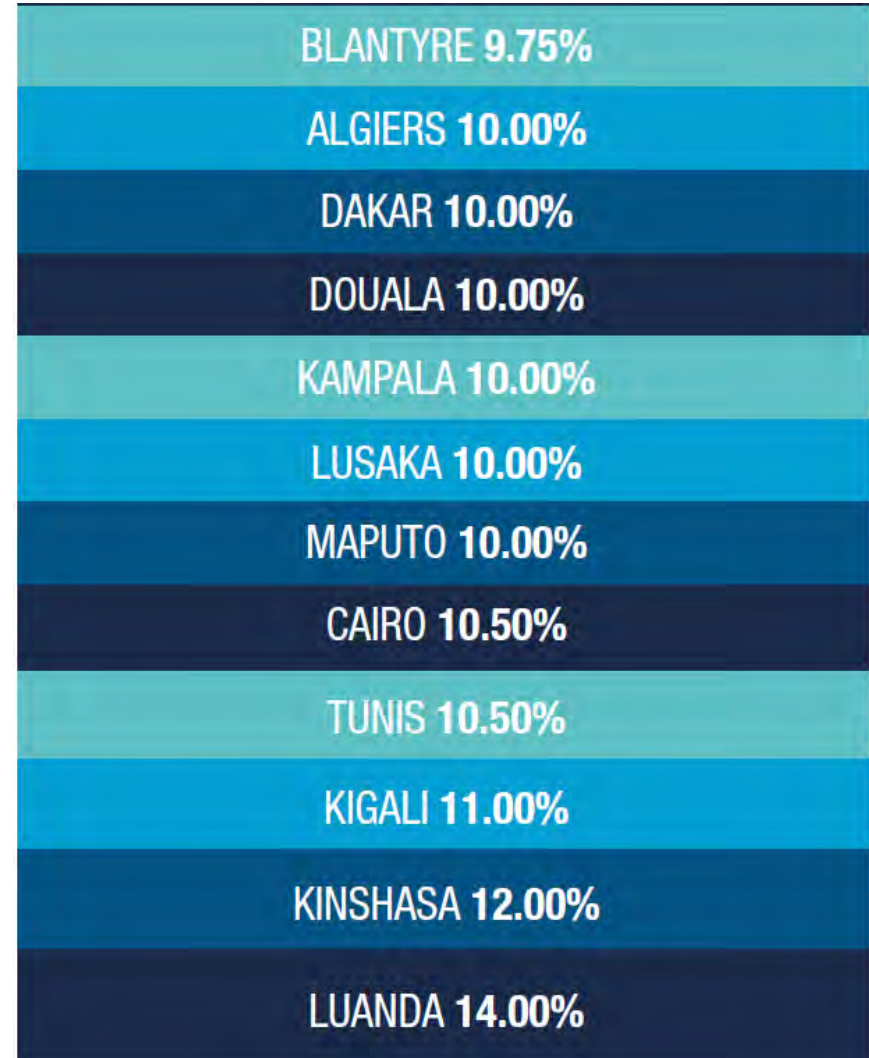 BLANTYRE 9.75%
ALGIERS 10.00%
DAKAR 10.00%
DOUALA 10.00%
KAMPALA 10.00%
LUSAKA 10.00%
MAPUTO 10.00%
CAIRO 10.50%
TUNIS 10.50%
KIGALI 11.00%
KINSHASA 12.00%
LUANDA 14.00%